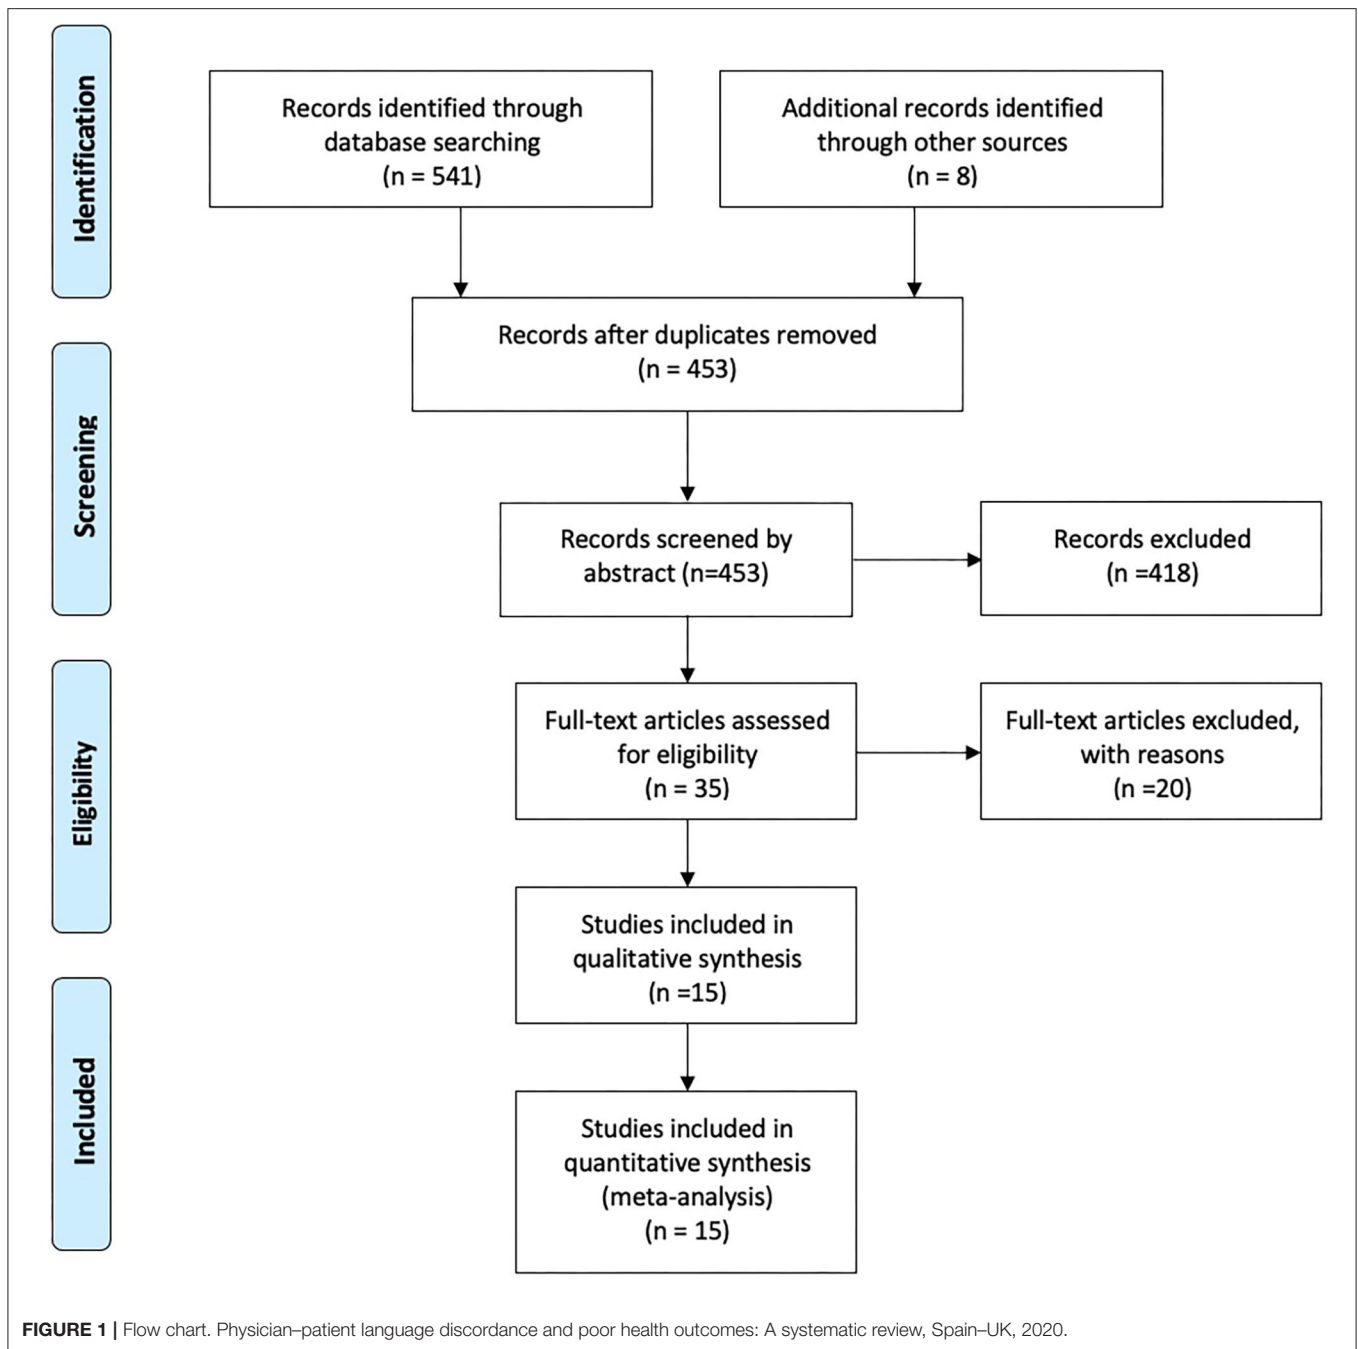 Identification
Records identified through
database searching
(n = 541)
Additional records identified
through other sources
(n = 8)
Records after duplicates removed
(n = 453)
Screening
Records screened by
abstract (n=453)
Records excluded
(n =418)
Eligibility
Full-text articles assessed
for eligibility
(n = 35)
Full-text articles excluded,
with reasons
(n =20)
Studies included in
qualitative synthesis
(n =15)
Included
Studies included in
quantitative synthesis
(meta-analysis)
(n = 15)
FIGURE 1 | Flow chart. Physician–patient language discordance and poor health outcomes: A systematic review, Spain–UK, 2020.